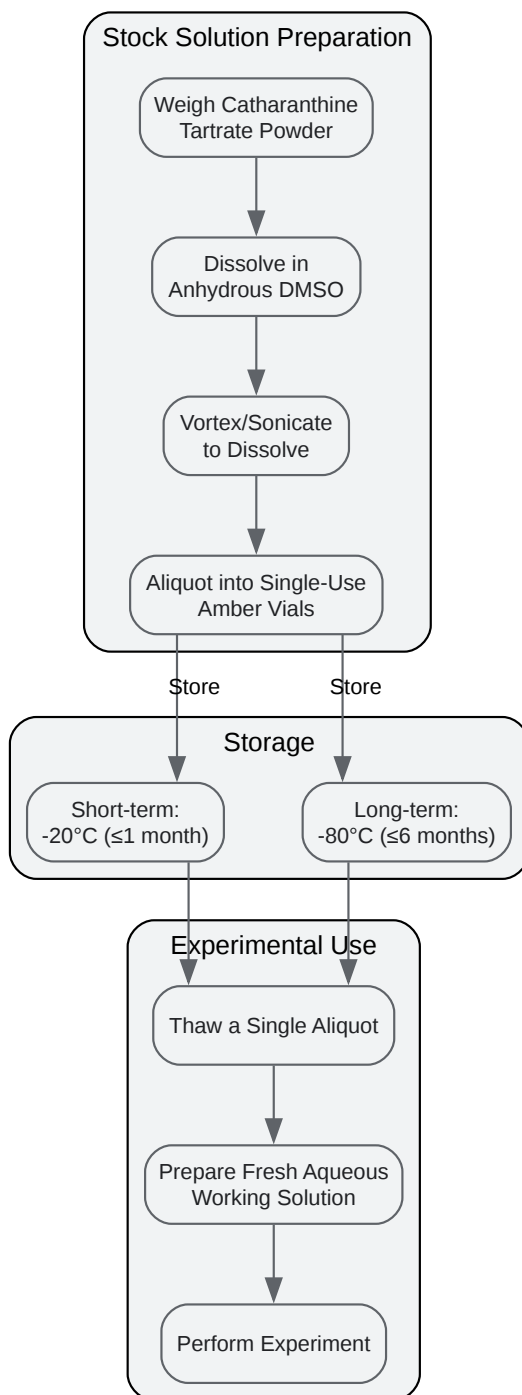 Stock Solution Preparation
Weigh Catharanthine
Tartrate Powder
Dissolve in
Anhydrous DMSO
Vortex/Sonicate
to Dissolve
Aliquot into Single-Use
Amber Vials
Store
Store
Storage
Short-term:
-20°C (≤1 month)
Long-term:
-80°C (≤6 months)
Experimental Use
Thaw a Single Aliquot
Prepare Fresh Aqueous
Working Solution
Perform Experiment